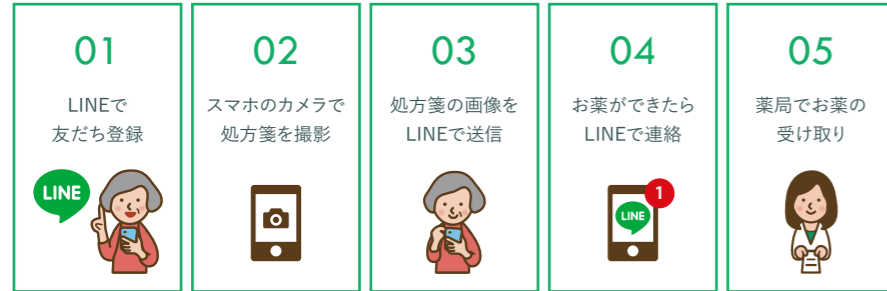 01
LINEで
友だち登録
LINE
02
スマホのカメラで
処方箋を撮影
03
処方箋の画像を
LINEで送信
04
お薬ができたら
LINEで連絡
1
LINE
05
薬局でお薬の
受け取り